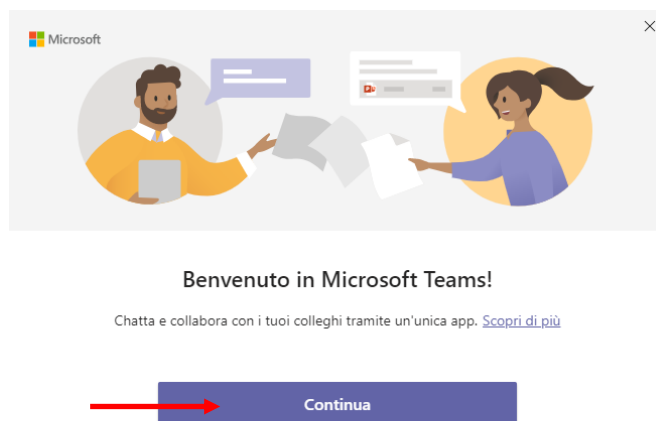 Microsoft
Benvenuto in Microsoft Teams!
Chatta e collabora con i tuoi colleghi tramite un'unica app. Scopri di più
Continua